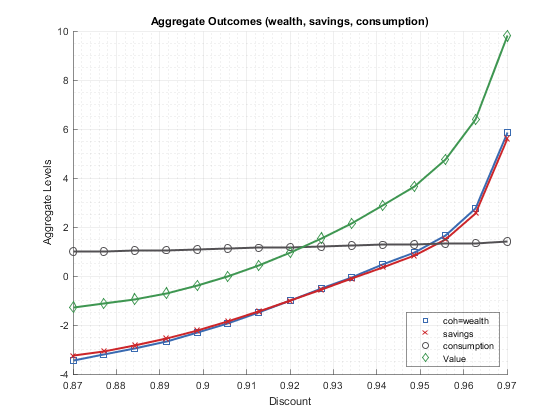 Aggregate Outcomes (wealth, savings, consumption)
10
8
6
4
2
0
-2
-4
Aggregate Levels
0.87 0.88 0.89 0.9 0.91 0.92 0.93 0.94 0.95 0.96 0.97
Discount
coh=wealth
savings
consumption
Value